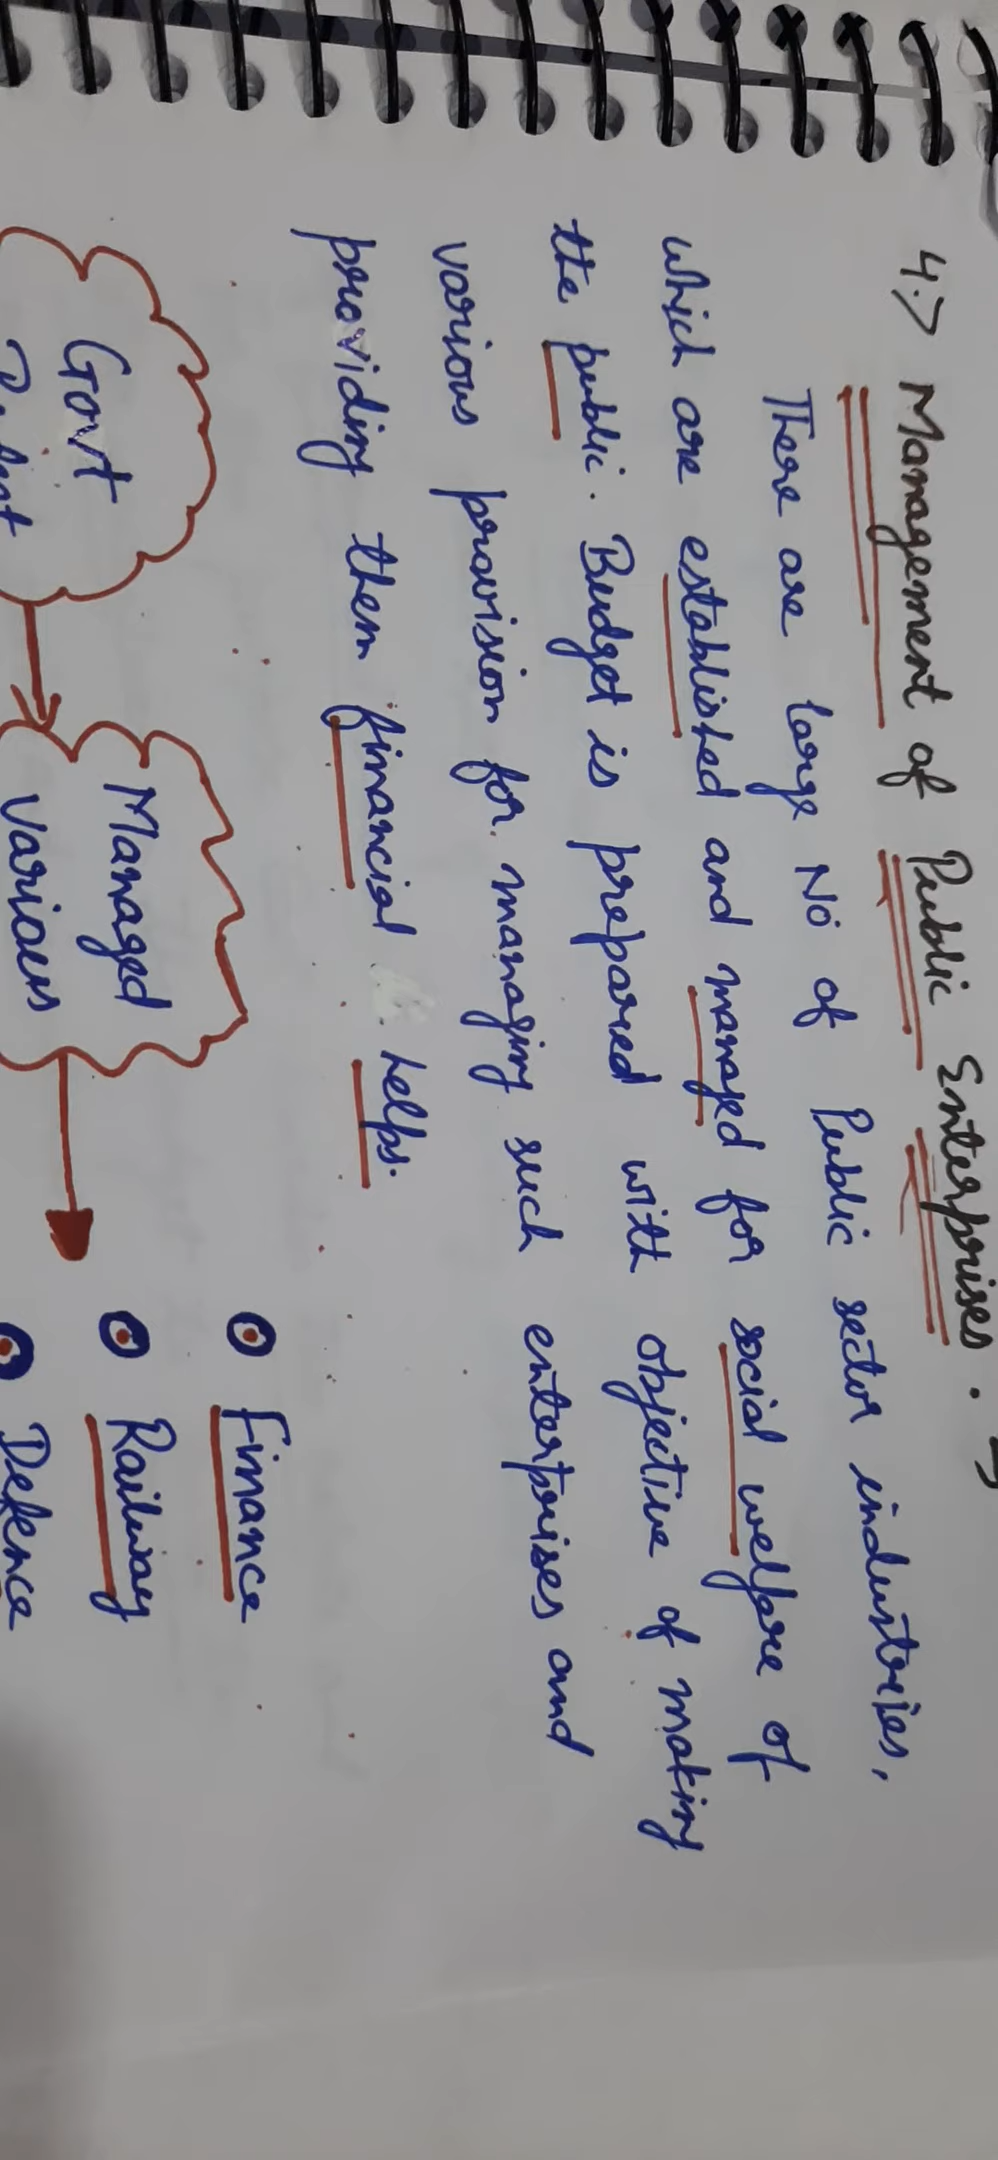 4.> Management of Public Enterprises.
There are large No of Public sector industries,
which are established and managed for social welfare of
the public. Budget is prepared with objective of making
various provision for managing such enterprises and
providing them financial helps.
Govt
Managed
various
Finance
Railway
Defence